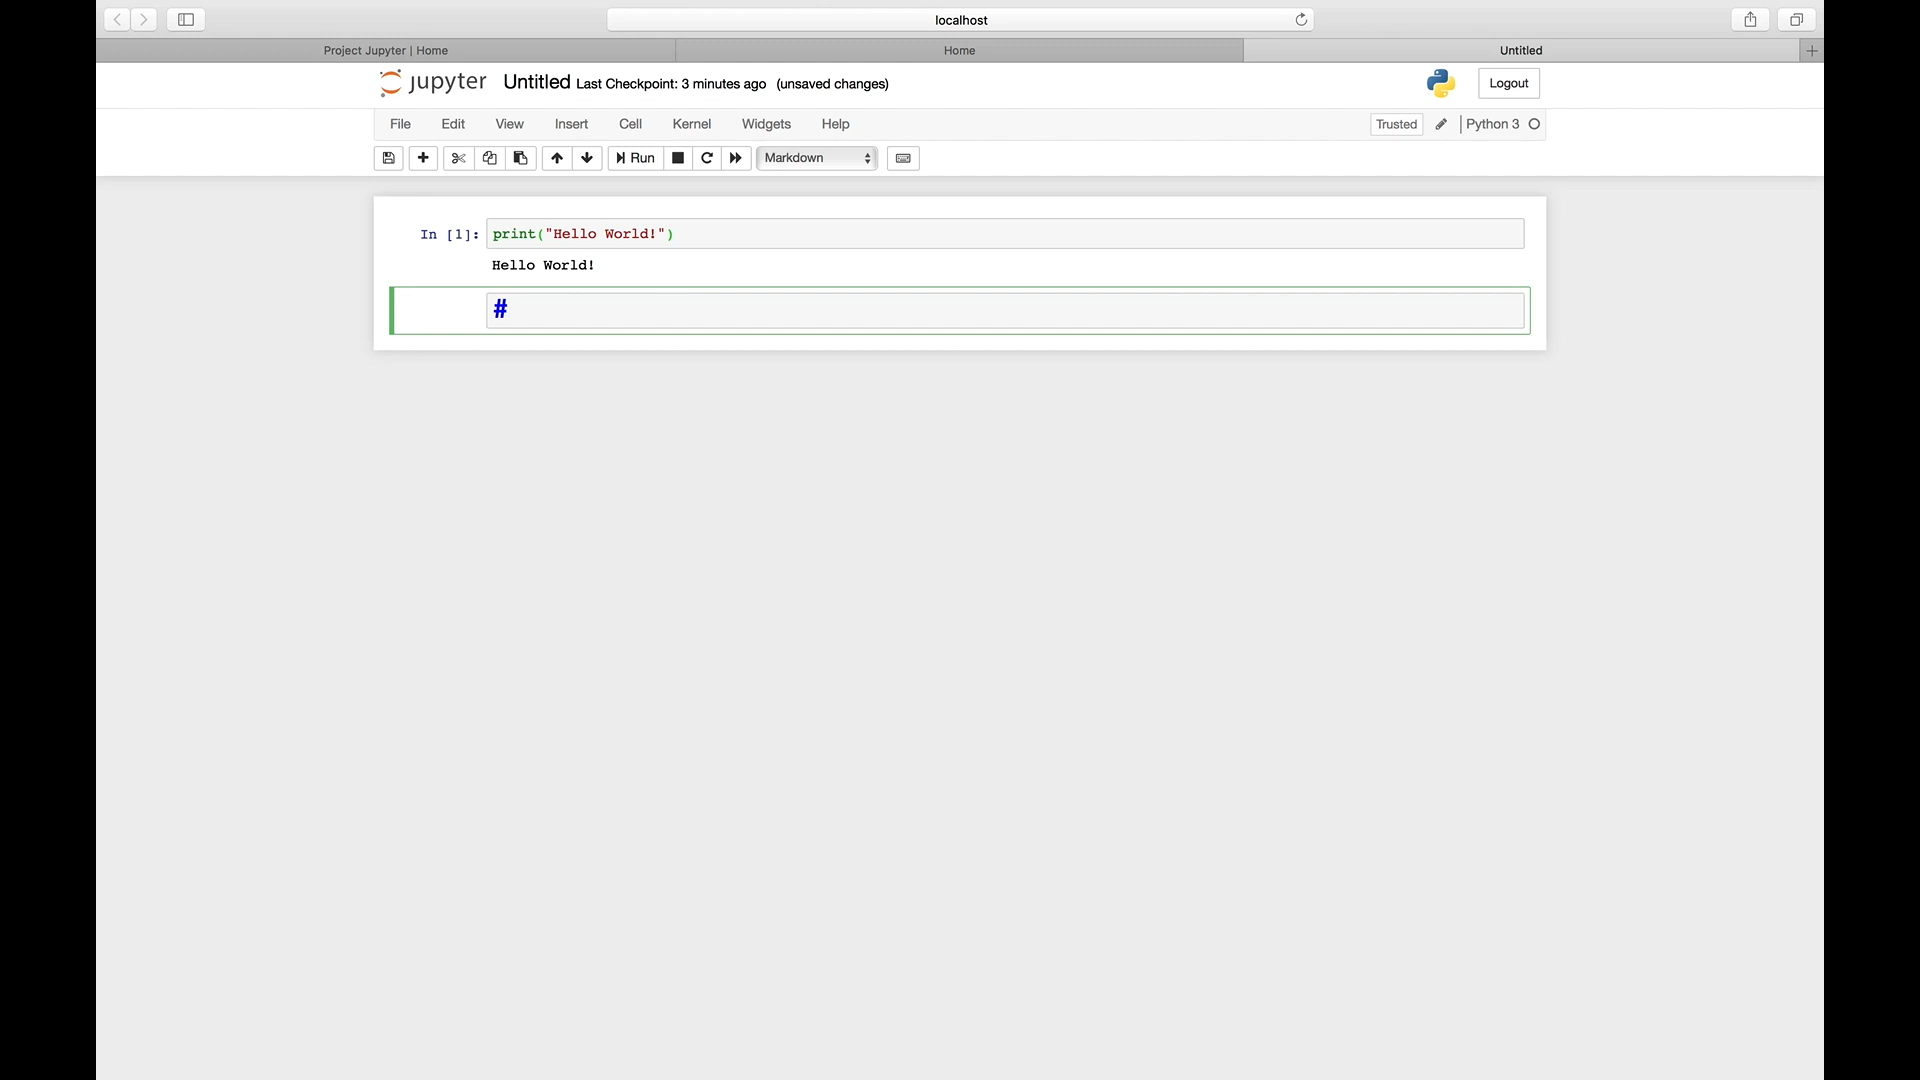 localhost
Project Jupyter | Home
Home
Untitled
jupyter Untitled Last Checkpoint: 3 minutes ago (unsaved changes)
Logout
File Edit View Insert Cell Kernel Widgets Help
Trusted
Python 3
Run
Markdown
In [1]: print("Hello World!")
Hello World!
#